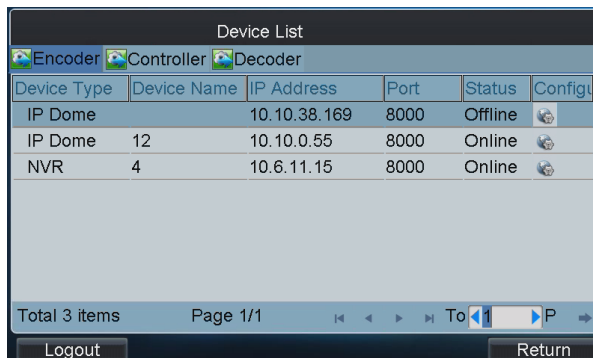 Device List
Encoder Controller Decoder
Device Type Device Name IP Address Port Status Configu
IP Dome 10.10.38.169 8000 Offline
IP Dome 12 10.10.0.55 8000 Online
NVR 4 10.6.11.15 8000 Online
Total 3 items Page 1/1 To 1 P
Logout Return